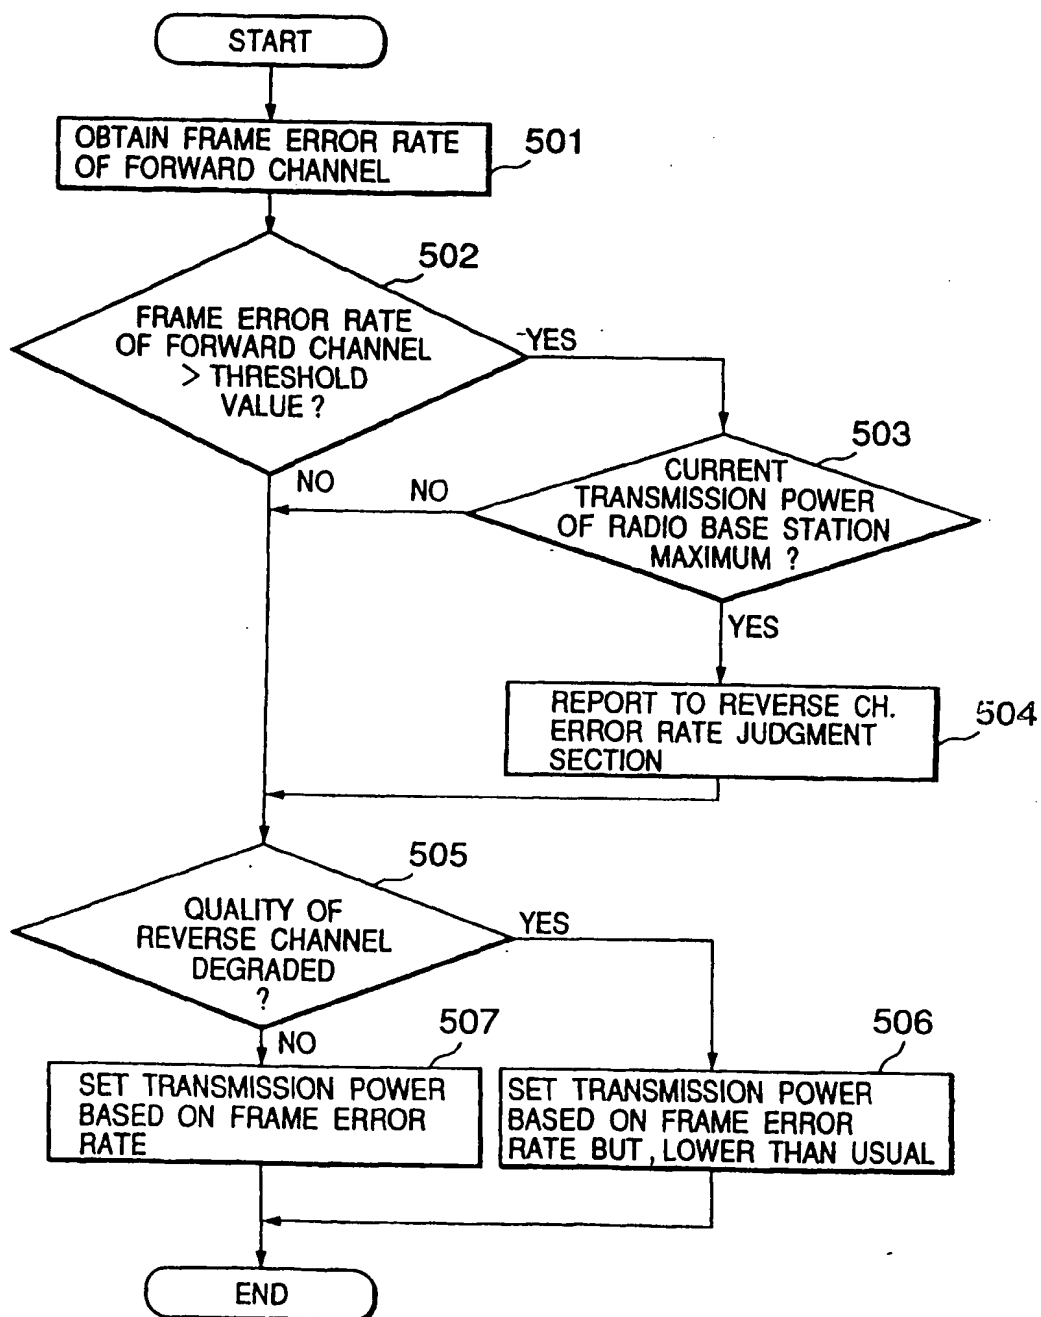 START
OBTAIN FRAME ERROR RATE
OF FORWARD CHANNEL
501
502
FRAME ERROR RATE
OF FORWARD CHANNEL
> THRESHOLD
VALUE ?
YES
NO
503
CURRENT
TRANSMISSION POWER
OF RADIO BASE STATION
MAXIMUM ?
NO
YES
REPORT TO REVERSE CH.
ERROR RATE JUDGMENT
SECTION
504
505
QUALITY OF
REVERSE CHANNEL
DEGRADED
?
YES
NO
507
SET TRANSMISSION POWER
BASED ON FRAME ERROR
RATE
506
SET TRANSMISSION POWER
BASED ON FRAME ERROR
RATE BUT, LOWER THAN USUAL
END